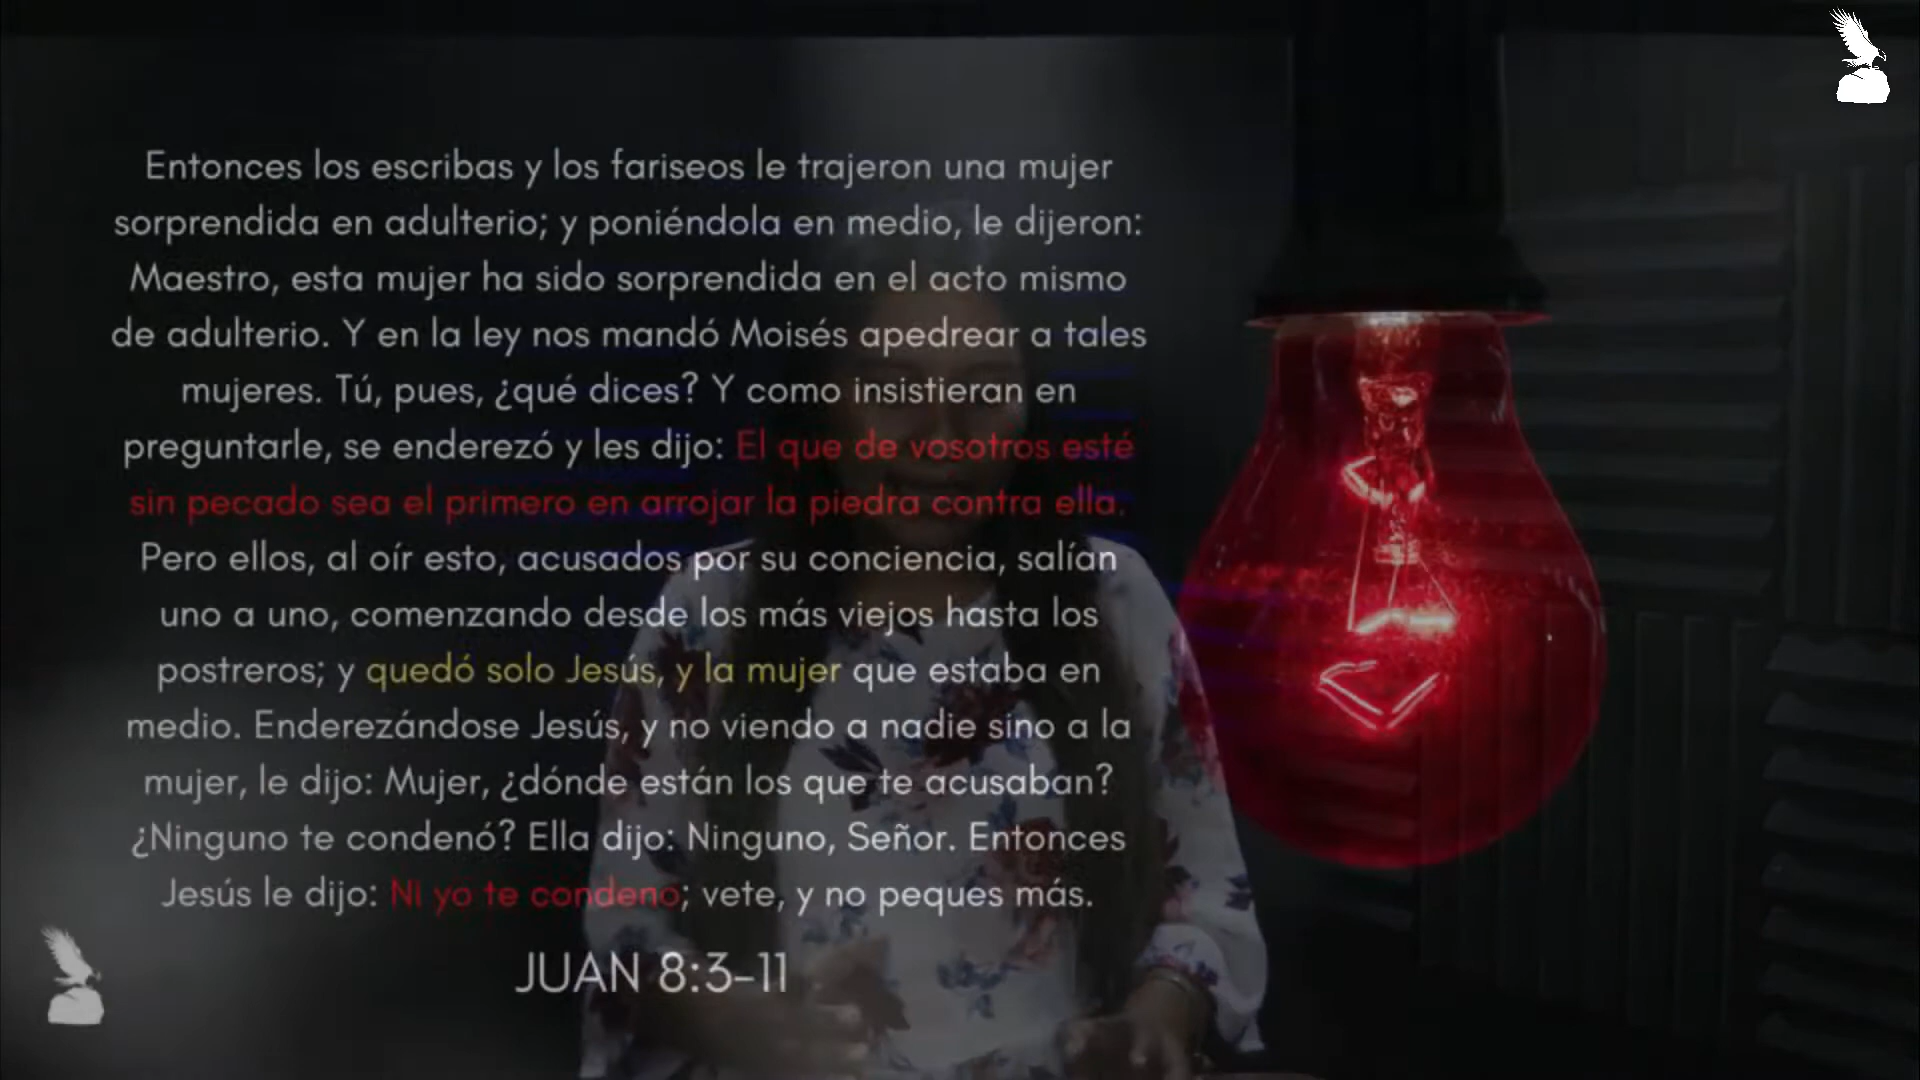 Entonces los escribas y los fariseos le trajeron una mujer
sorprendida en adulterio; y poniéndola en medio, le dijeron:
Maestro, esta mujer ha sido sorprendida en el acto mismo
de adulterio. Y en la ley nos mandó Moisés apedrear a tales
mujeres. Tú, pues, ¿qué dices? Y como insistieran en
preguntarle, se enderezó y les dijo: El que de vosotros esté
sin pecado sea el primero en arrojar la piedra contra ella.
Pero ellos, al oír esto, acusados por su conciencia, salían
uno a uno, comenzando desde los más viejos hasta los
postreros; y quedó solo Jesús, y la mujer que estaba en
medio. Enderezándose Jesús, y no viendo a nadie sino a la
mujer, le dijo: Mujer, ¿dónde están los que te acusaban?
¿Ninguno te condenó? Ella dijo: Ninguno, Señor. Entonces
Jesús le dijo: Ni yo te condeno; vete, y no peques más.
JUAN 8:3-11